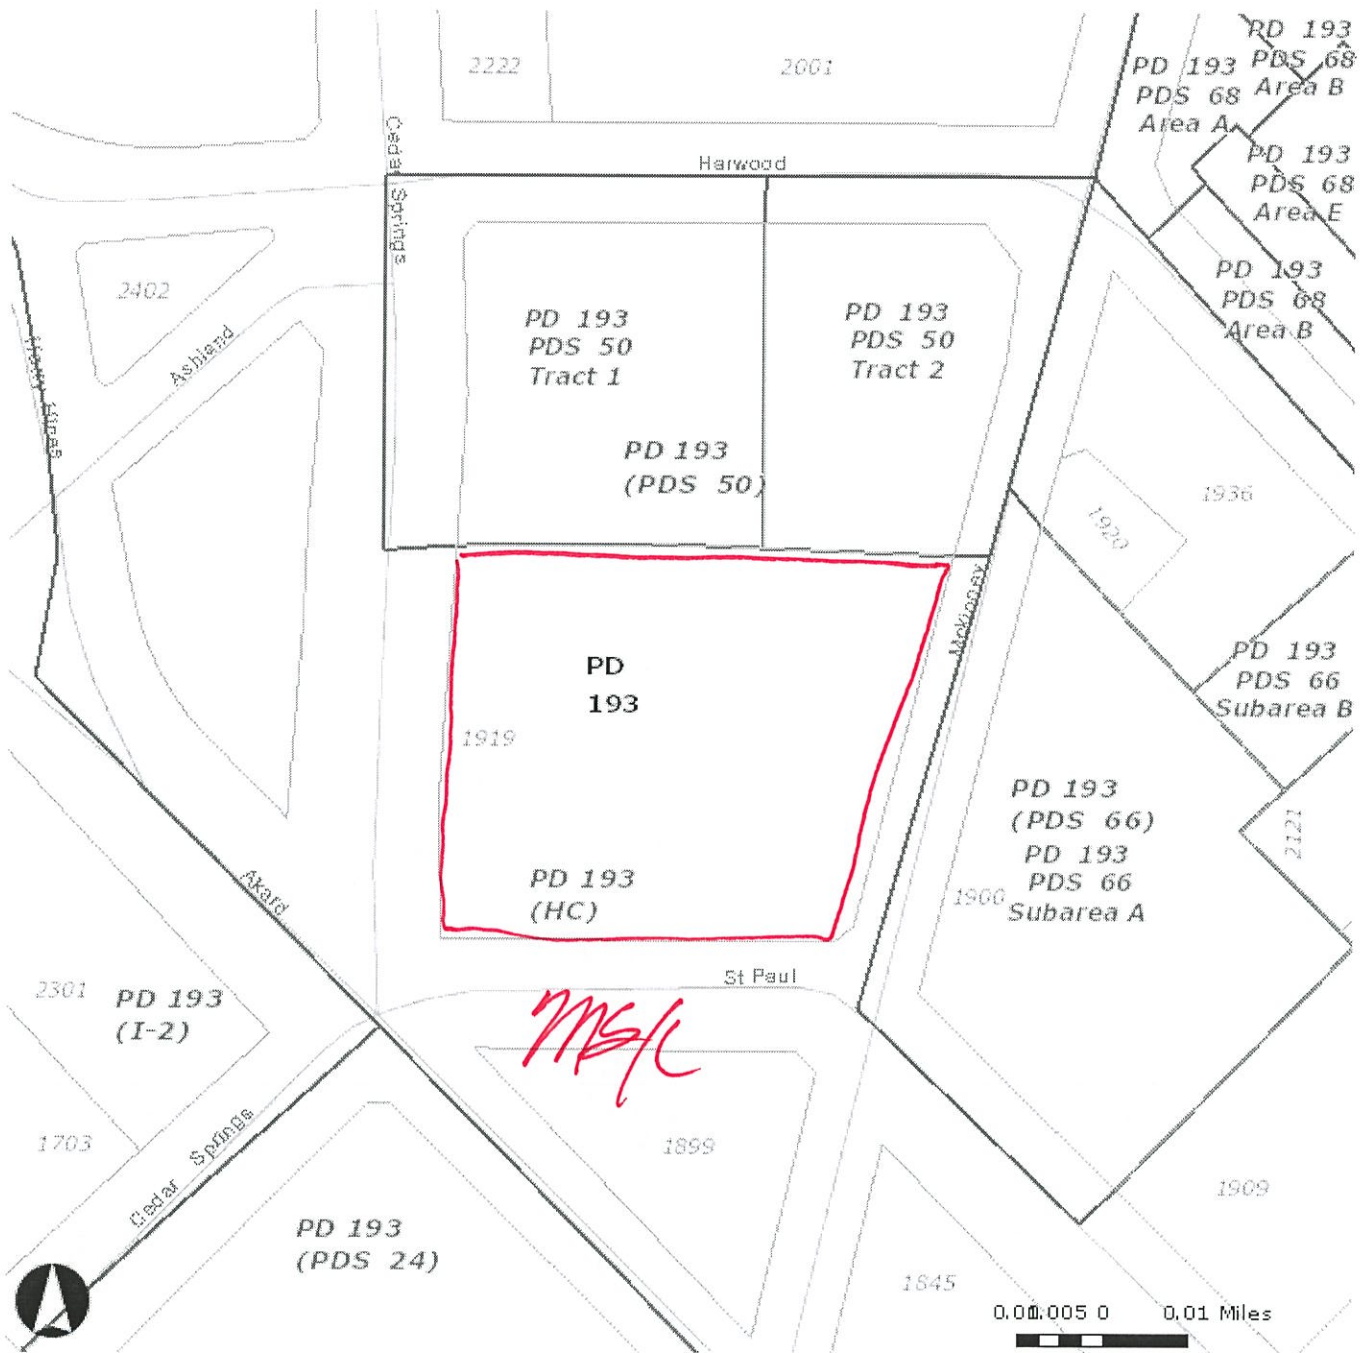 2222
2001
PD 193
PDS 68
Area A
PD 193
PDS 68
Area B
Harwood
Cedar Springs
PD 193
PDS 68
Area E
PD 193
PDS 68
Area B
2402
Ashland
PD 193
PDS 50
Tract 1
PD 193
PDS 50
Tract 2
PD 193
(PDS 50)
1936
1920
Mckinney
PD
193
1919
PD 193
PDS 66
Subarea B
PD 193
(PDS 66)
PD 193
PDS 66
Subarea A
2121
1900
Akard
PD 193
(HC)
St Paul
2301
PD 193
(I-2)
1703
Cedar Springs
1899
1909
PD 193
(PDS 24)
1845
0.01 Miles